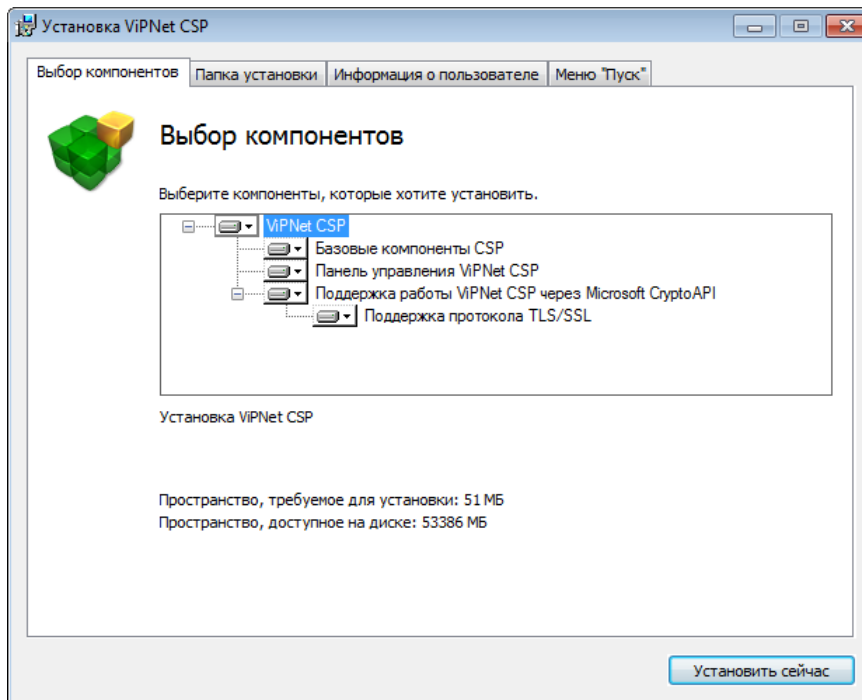 Установка ViPNet CSP
Выбор компонентов Папка установки Информация о пользователе Меню "Пуск"
Выбор компонентов
Выберите компоненты, которые хотите установить.
ViPNet CSP
Базовые компоненты CSP
Панель управления ViPNet CSP
Поддержка работы ViPNet CSP через Microsoft CryptoAPI
Поддержка протокола TLS/SSL
Установка ViPNet CSP
Пространство, требуемое для установки: 51 МБ
Пространство, доступное на диске: 53386 МБ
Установить сейчас